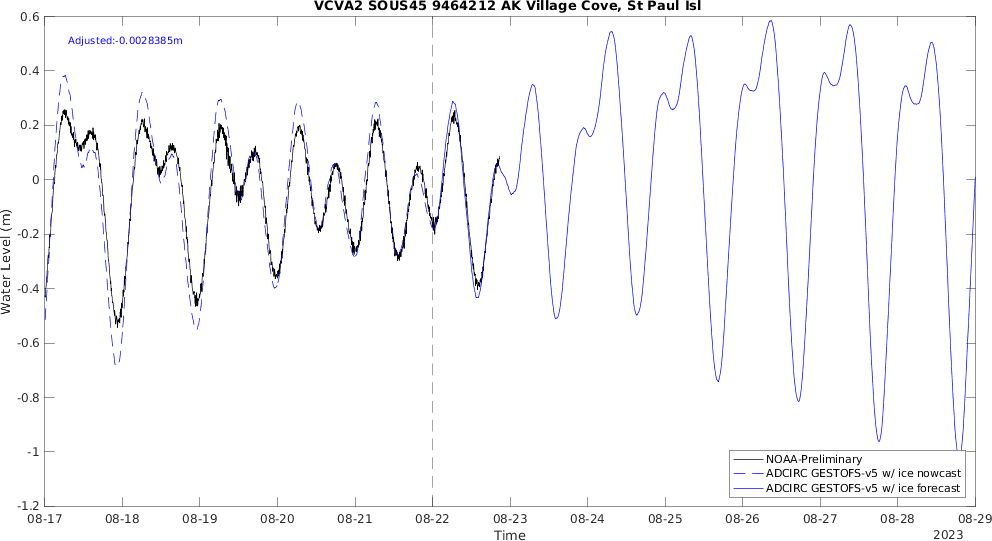 VCVA2 SOUS45 9464212 AK Village Cove, St Paul Isl
Adjusted:-0.0028385m
0.6
0.4
0.2
0
-0.2
-0.4
-0.6
-0.8
-1
-1.2
Water Level (m)
NOAA-Preliminary
ADCIRC GESTOFS-v5 w/ ice nowcast
ADCIRC GESTOFS-v5 w/ ice forecast
08-17 08-18 08-19 08-20 08-21 08-22 08-23 08-24 08-25 08-26 08-27 08-28 08-29
Time
2023